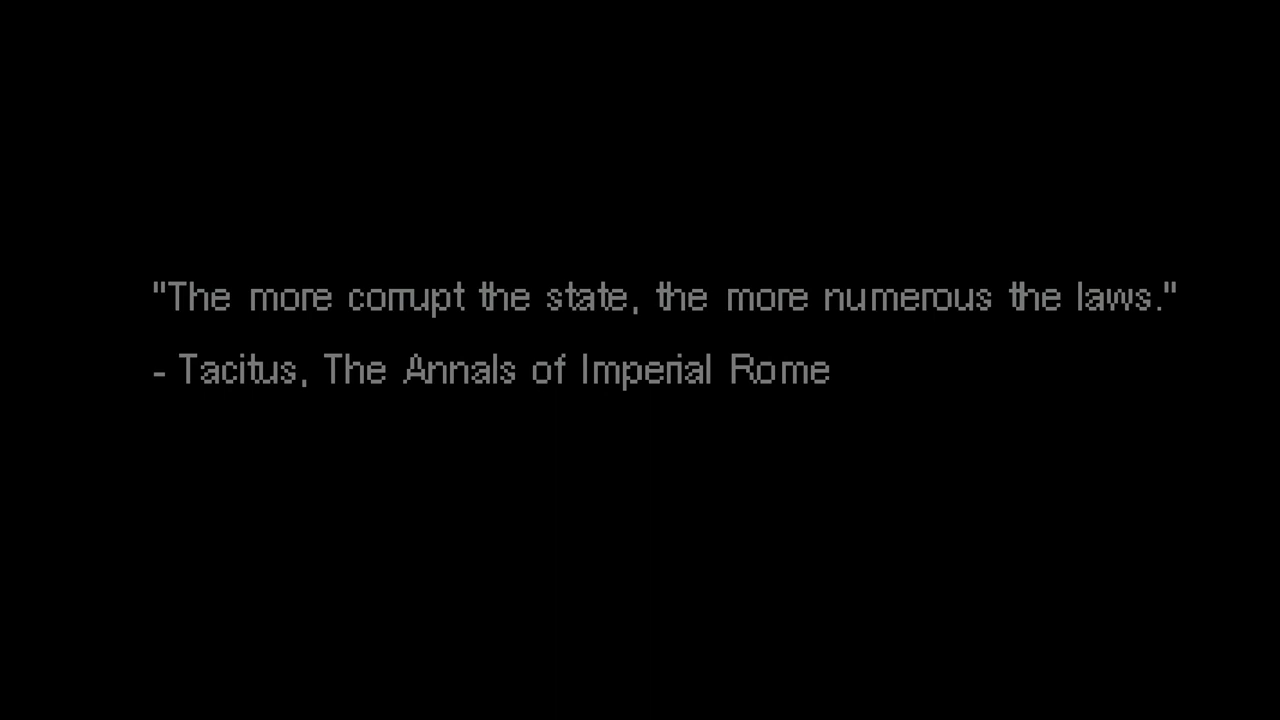 "The more corrupt the state, the more numerous the laws."
- Tacitus, The Annals of Imperial Rome